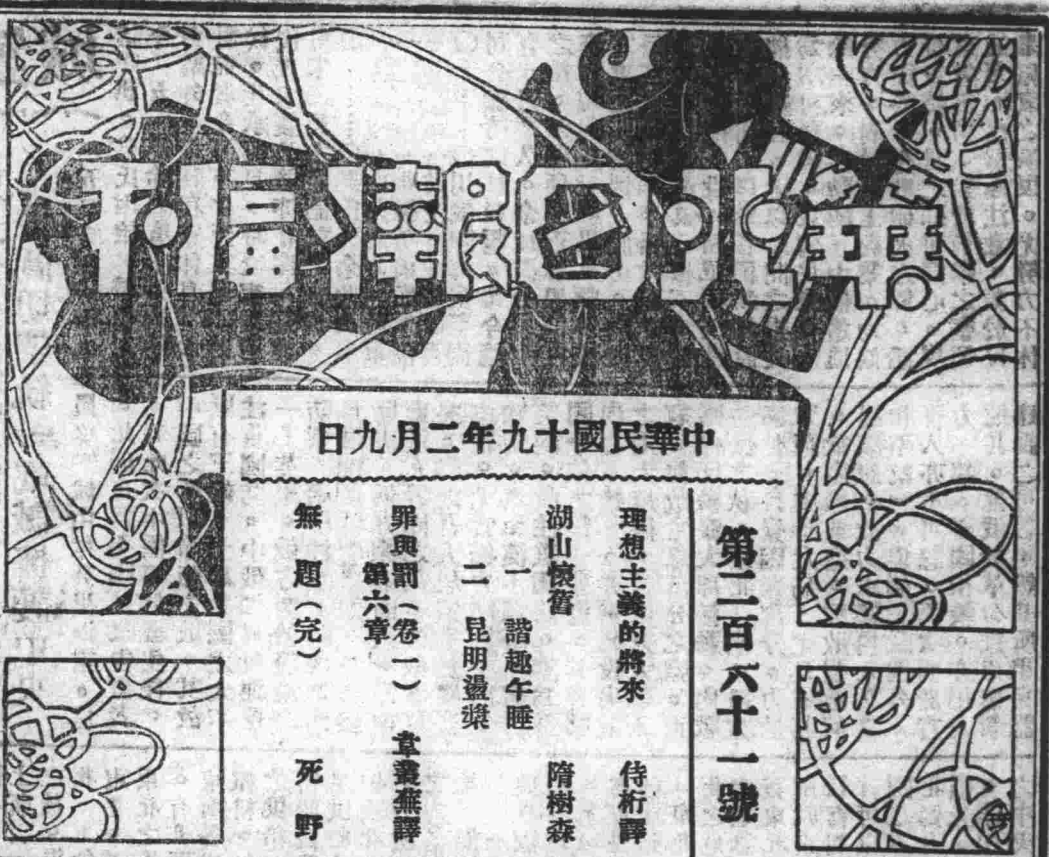 華北日報副刊
中華民國十九年二月九日
第二百六十一號
理想主義的將來 侍桁譯
湖山懷舊 隋樹森
一 諧趣午睡
二 昆明盪槳
罪與罰(卷一) 韋叢蕪譯
第六章
無題(完) 死野